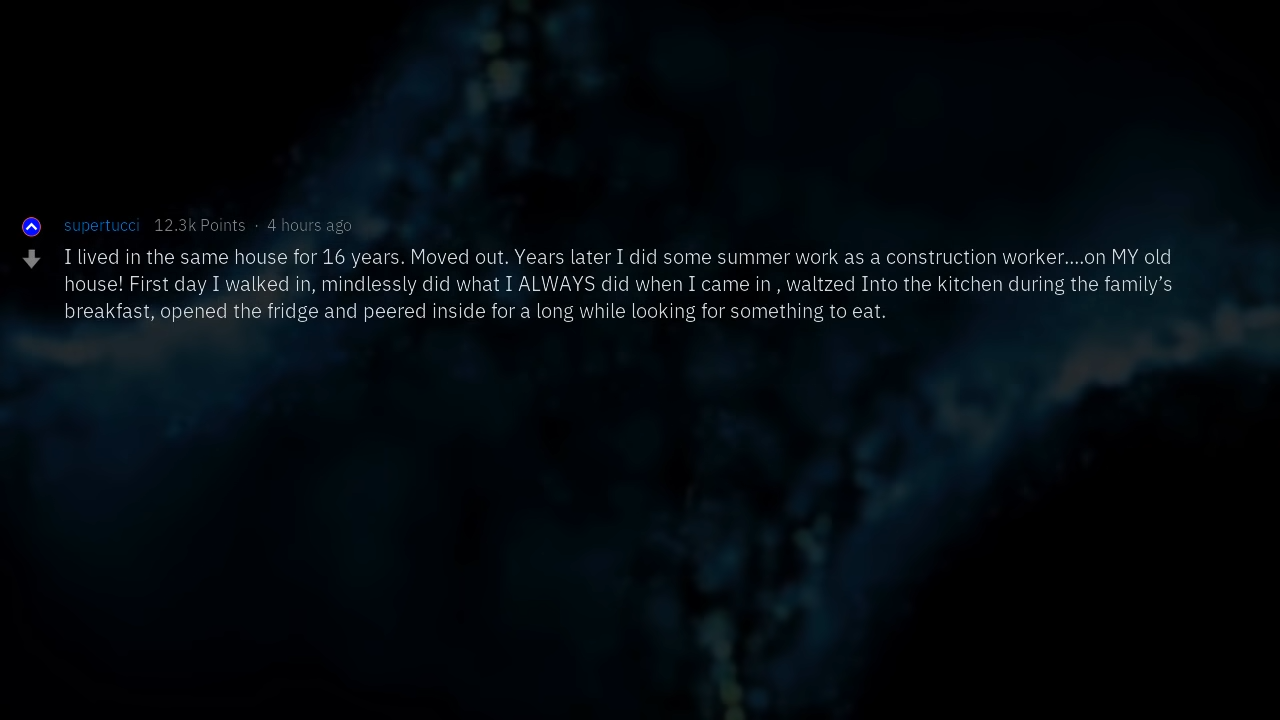 supertucci 12.3k Points · 4 hours ago
I lived in the same house for 16 years. Moved out. Years later I did some summer work as a construction worker....on MY old
house! First day I walked in, mindlessly did what I ALWAYS did when I came in , waltzed Into the kitchen during the family’s
breakfast, opened the fridge and peered inside for a long while looking for something to eat.